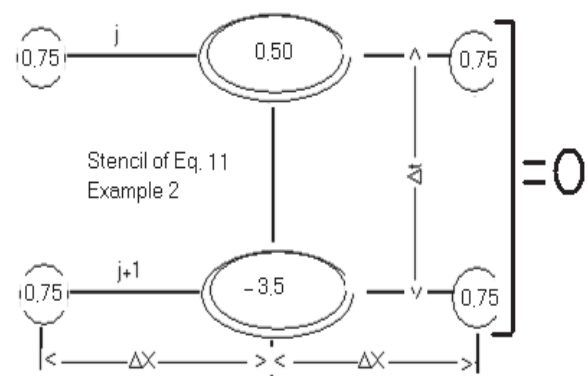 j
0,75 0,50 0,75
Stencil of Eq. 11
Example 2
Δt
=0
j+1
0,75 -3,5 0,75
< ΔX > < ΔX >